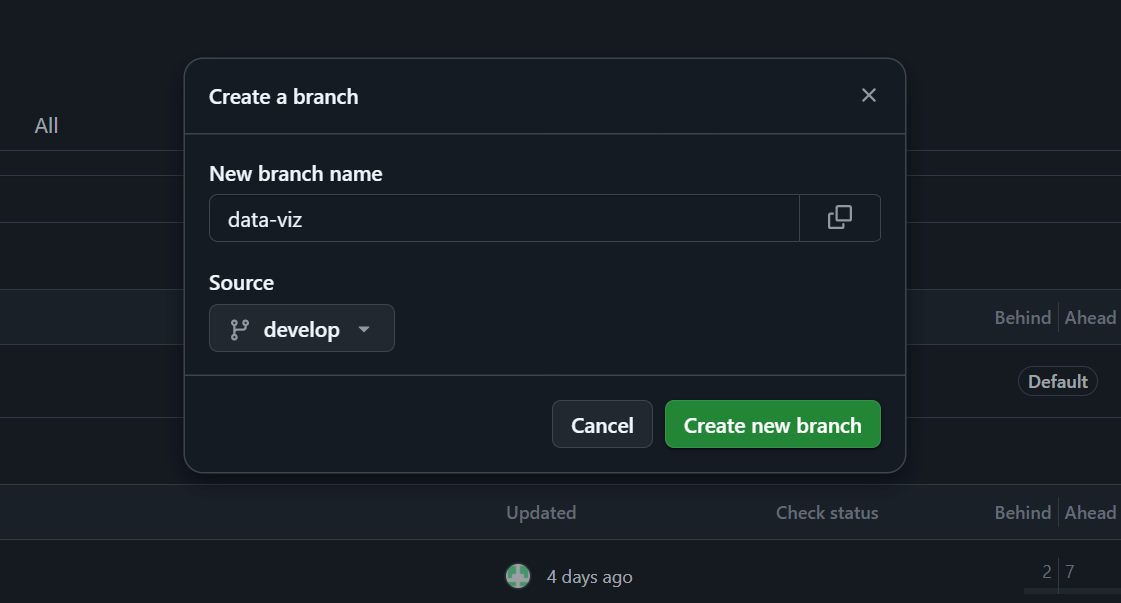 Create a branch
All
New branch name
data-viz
Source
develop
Behind Ahead
Default
Cancel Create new branch
Updated Check status Behind Ahead
4 days ago 2 7